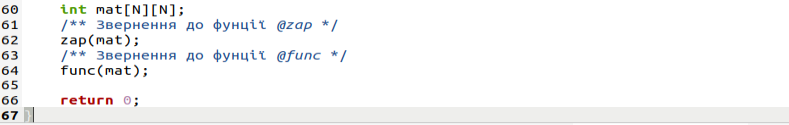 60 int mat[N][N];
61 /** Звернення до фунції @zap */
62 zap(mat);
63 /** Звернення до фунції @func */
64 func(mat);
65
66 return 0;
67 }